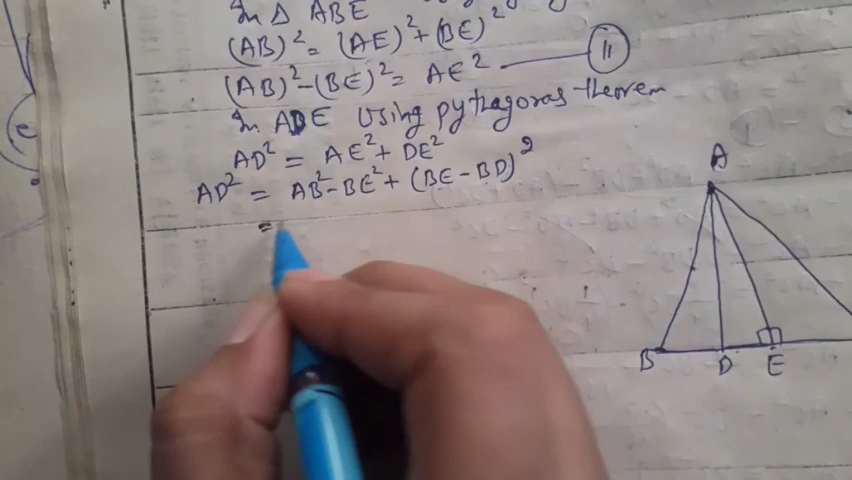 In Δ ABE
(AB)² = (AE)² + (BE)²
(AB)² - (BE)² = AE² — II
In ADE using pythagoras theorem
AD² = AE² + DE²
AD² = AB² - BE² + (BE - BD)²
=
A
B D E